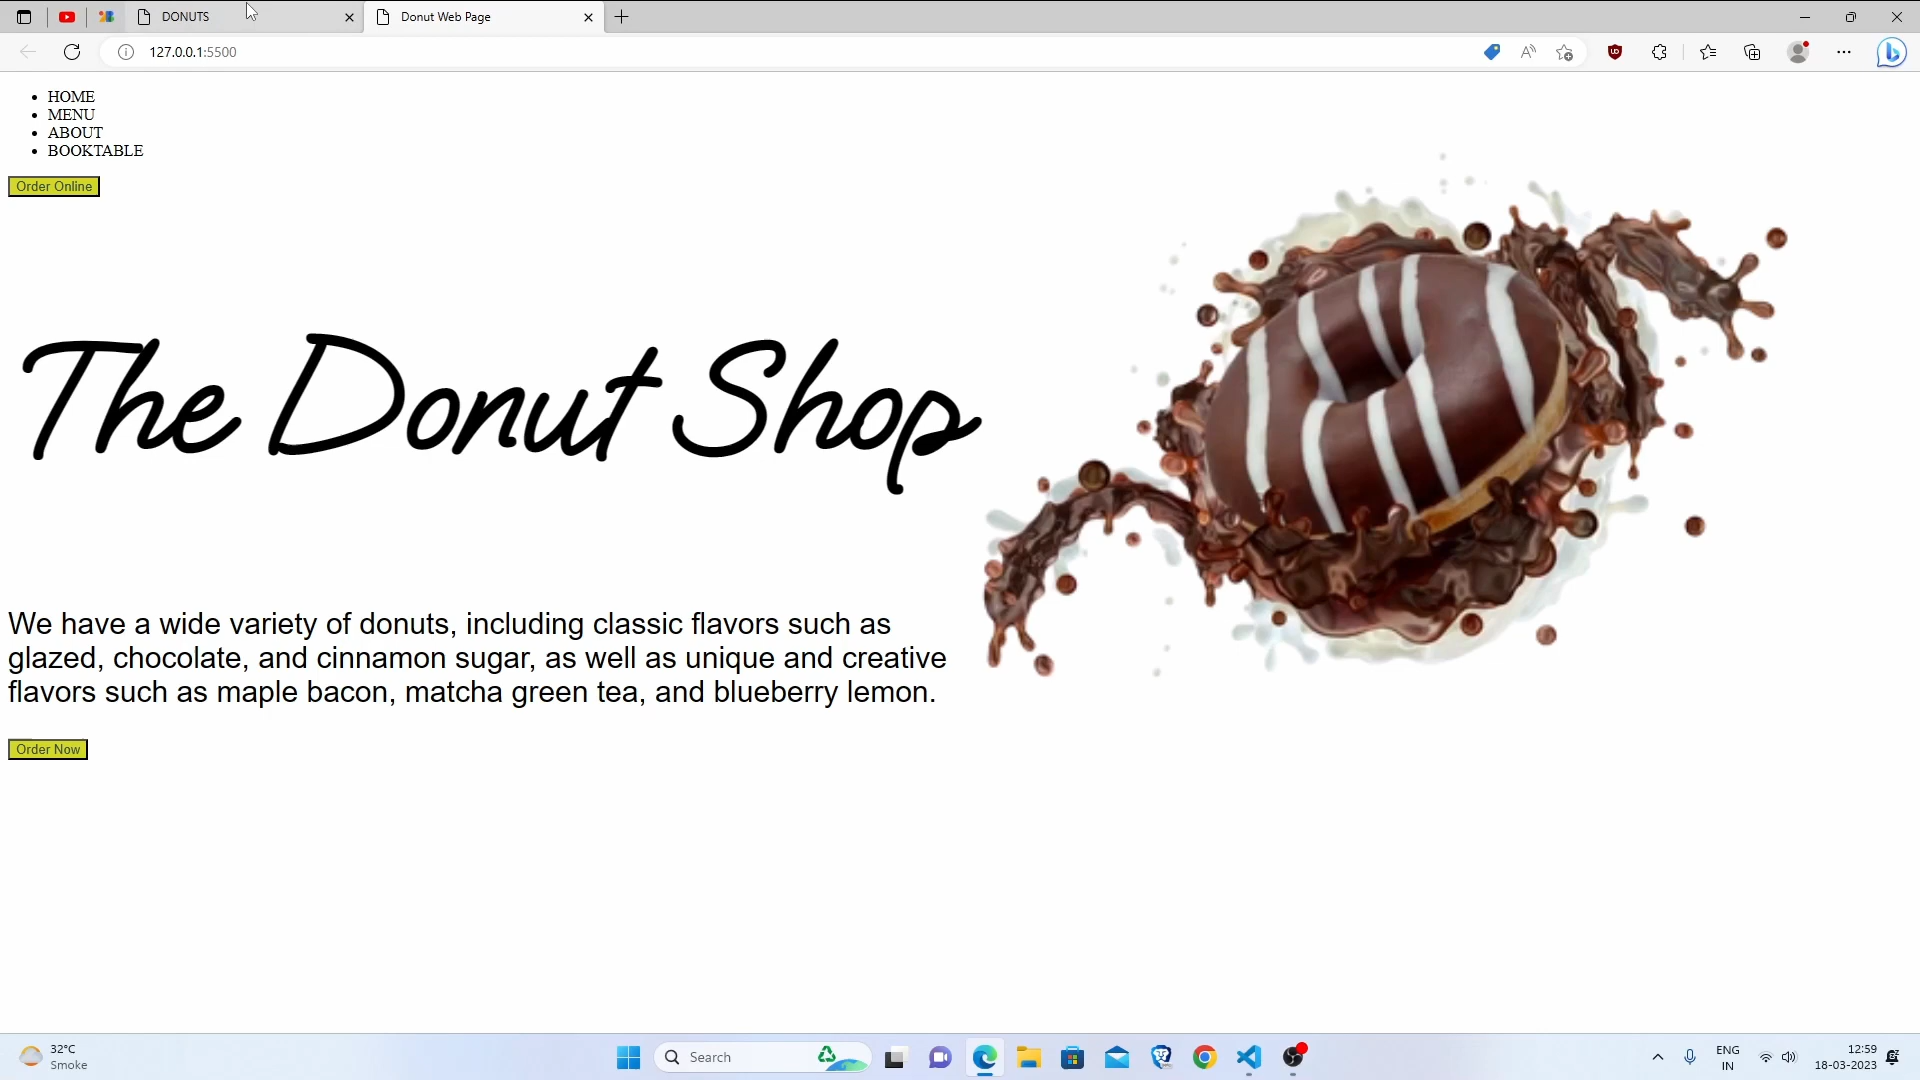 DONUTS
Donut Web Page
127.0.0.1:5500
HOME
MENU
ABOUT
BOOKTABLE
Order Online
The Donut Shop
We have a wide variety of donuts, including classic flavors such as
glazed, chocolate, and cinnamon sugar, as well as unique and creative
flavors such as maple bacon, matcha green tea, and blueberry lemon.
Order Now
32°C
Smoke
Search
ENG
IN
12:59
18-03-2023